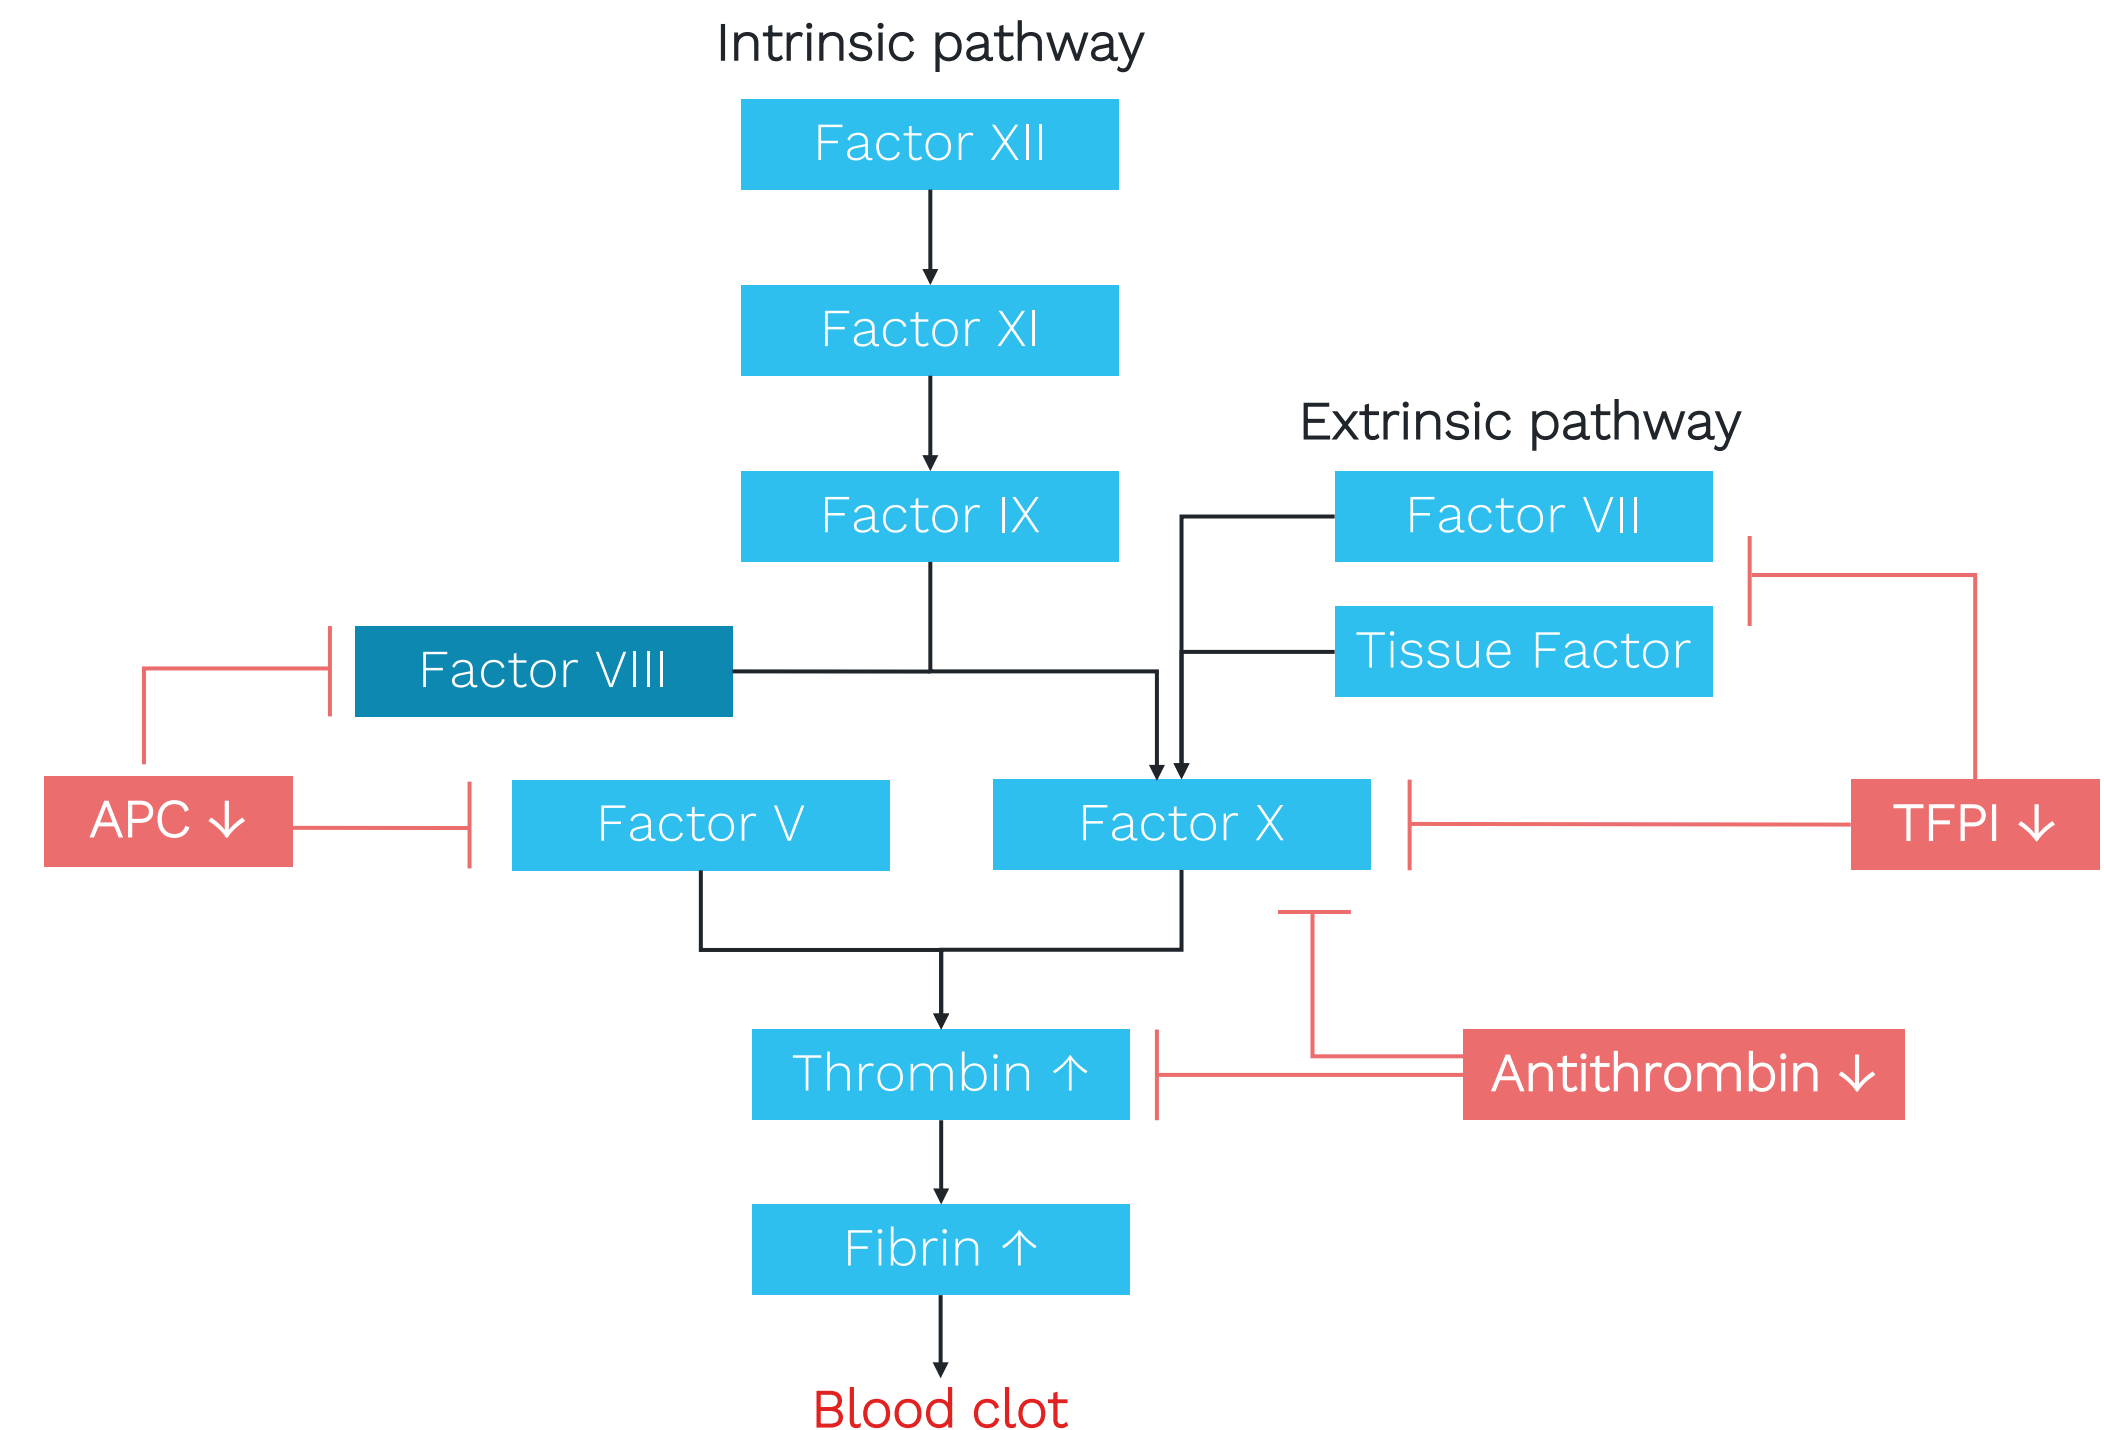 Intrinsic pathway
Factor XII
Factor XI
Extrinsic pathway
Factor IX
Factor VII
Tissue Factor
Factor VIII
APC ↓
Factor V
Factor X
TFPI ↓
Thrombin ↑
Antithrombin ↓
Fibrin ↑
Blood clot